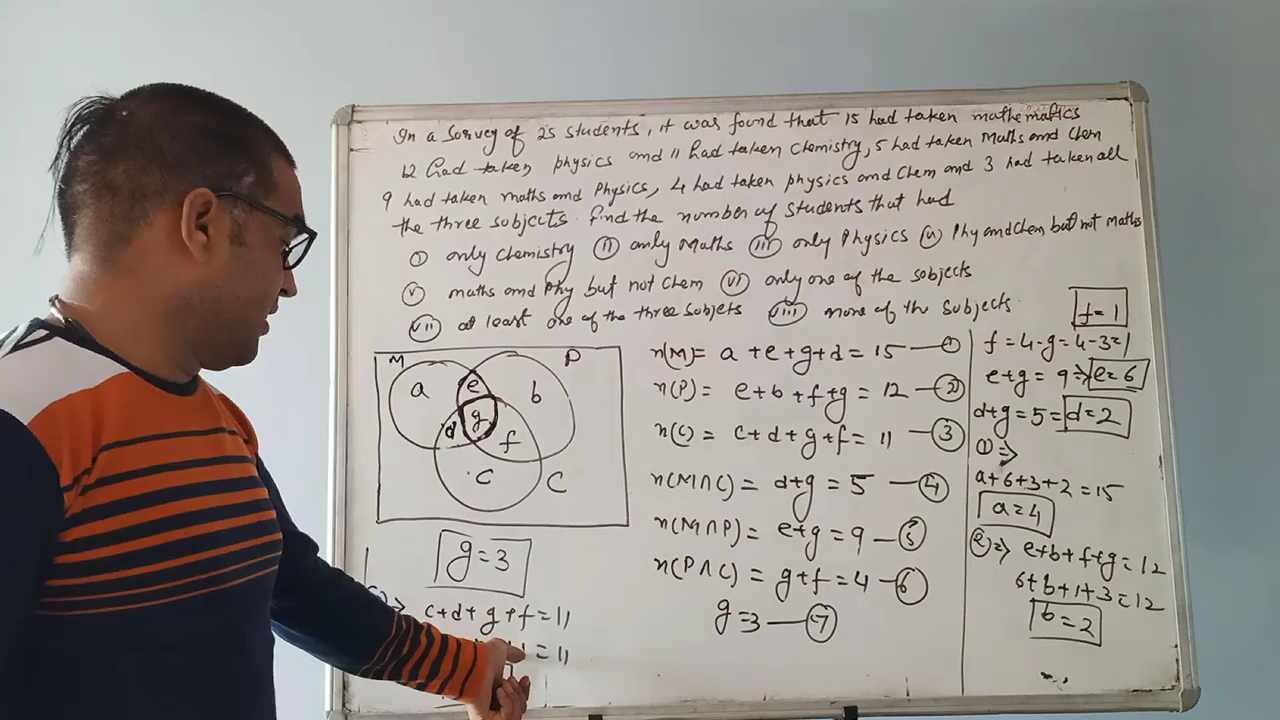 In a Sorvey of 25 students, it was found that 15 had taken mathematics
12 had taken physics and 11 had taken Chemistry, 5 had taken Maths and Chem
9 had taken maths and Physics, 4 had taken physics and Chem and 3 had taken all
the three subjects. find the number of students that had
(i) only Chemistry (ii) only Maths (iii) only Physics (iv) Phy and Chem but not maths
(v) maths and Phy but not Chem (vi) only one of the sobjects
(vii) at least one of the three Subjets (viii) none of the Subjects.
M P
a e b
d g f
c C
g=3
c+d+g+f=11
=11
n(M)= a+e+g+d=15 — 1
n(P)= e+b+f+g=12 — 2
n(C)= c+d+g+f=11 — 3
n(M∩C)= d+g=5 — 4
n(M∩P)= e+g=9 — 5
n(P∩C)= g+f=4 — 6
g=3 — 7
f=1
f=4-g=4-3=1
e+g=9⇒e=6
d+g=5=d=2
①⇒
a+6+3+2=15
a=4
②⇒ e+b+f+g=12
6+b+1+3=12
b=2